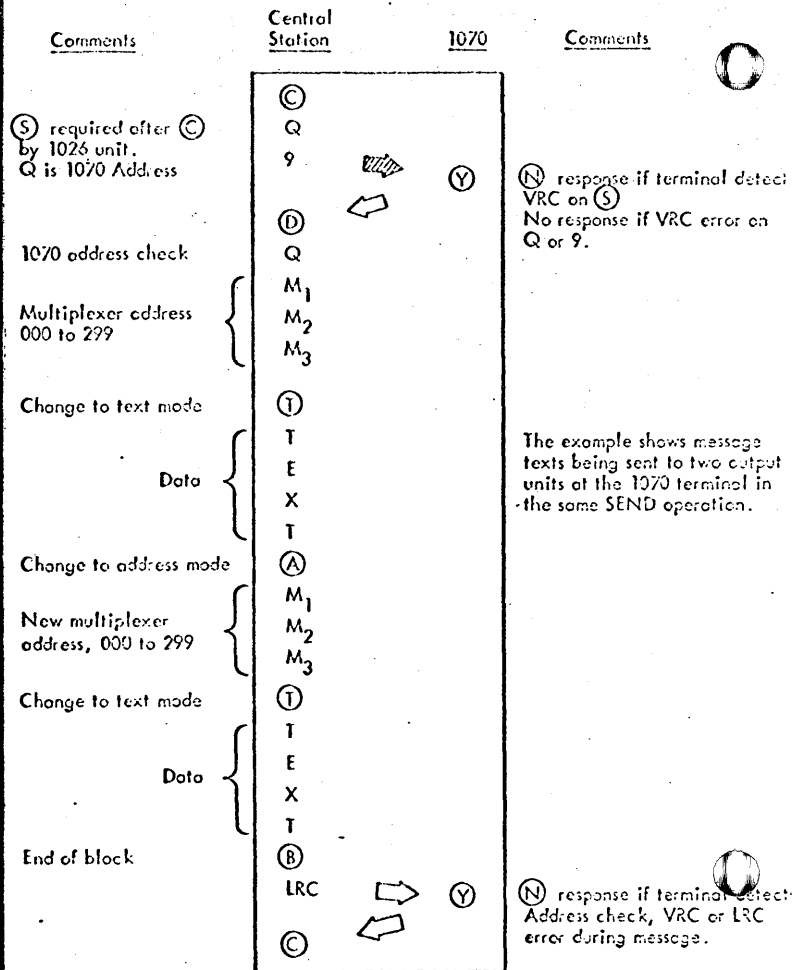 Comments Central Station 1070 Comments
Ⓒ
Ⓢ required after Ⓒ Q
by 1026 unit.
Q is 1070 Address 9
Ⓨ Ⓝ response if terminal detect
VRC on Ⓢ
Ⓓ No response if VRC error on
1070 address check Q Q or 9.
M1
Multiplexer address M2
000 to 299 M3
Change to text mode Ⓣ
T The example shows message
E texts being sent to two output
Data X units at the 1070 terminal in
T the same SEND operation.
Change to address mode Ⓐ
M1
New multiplexer M2
address, 000 to 299 M3
Change to text mode Ⓣ
T
E
Data X
T
End of block Ⓑ
LRC Ⓨ Ⓝ response if terminal detect
Address check, VRC or LRC
Ⓒ error during message.